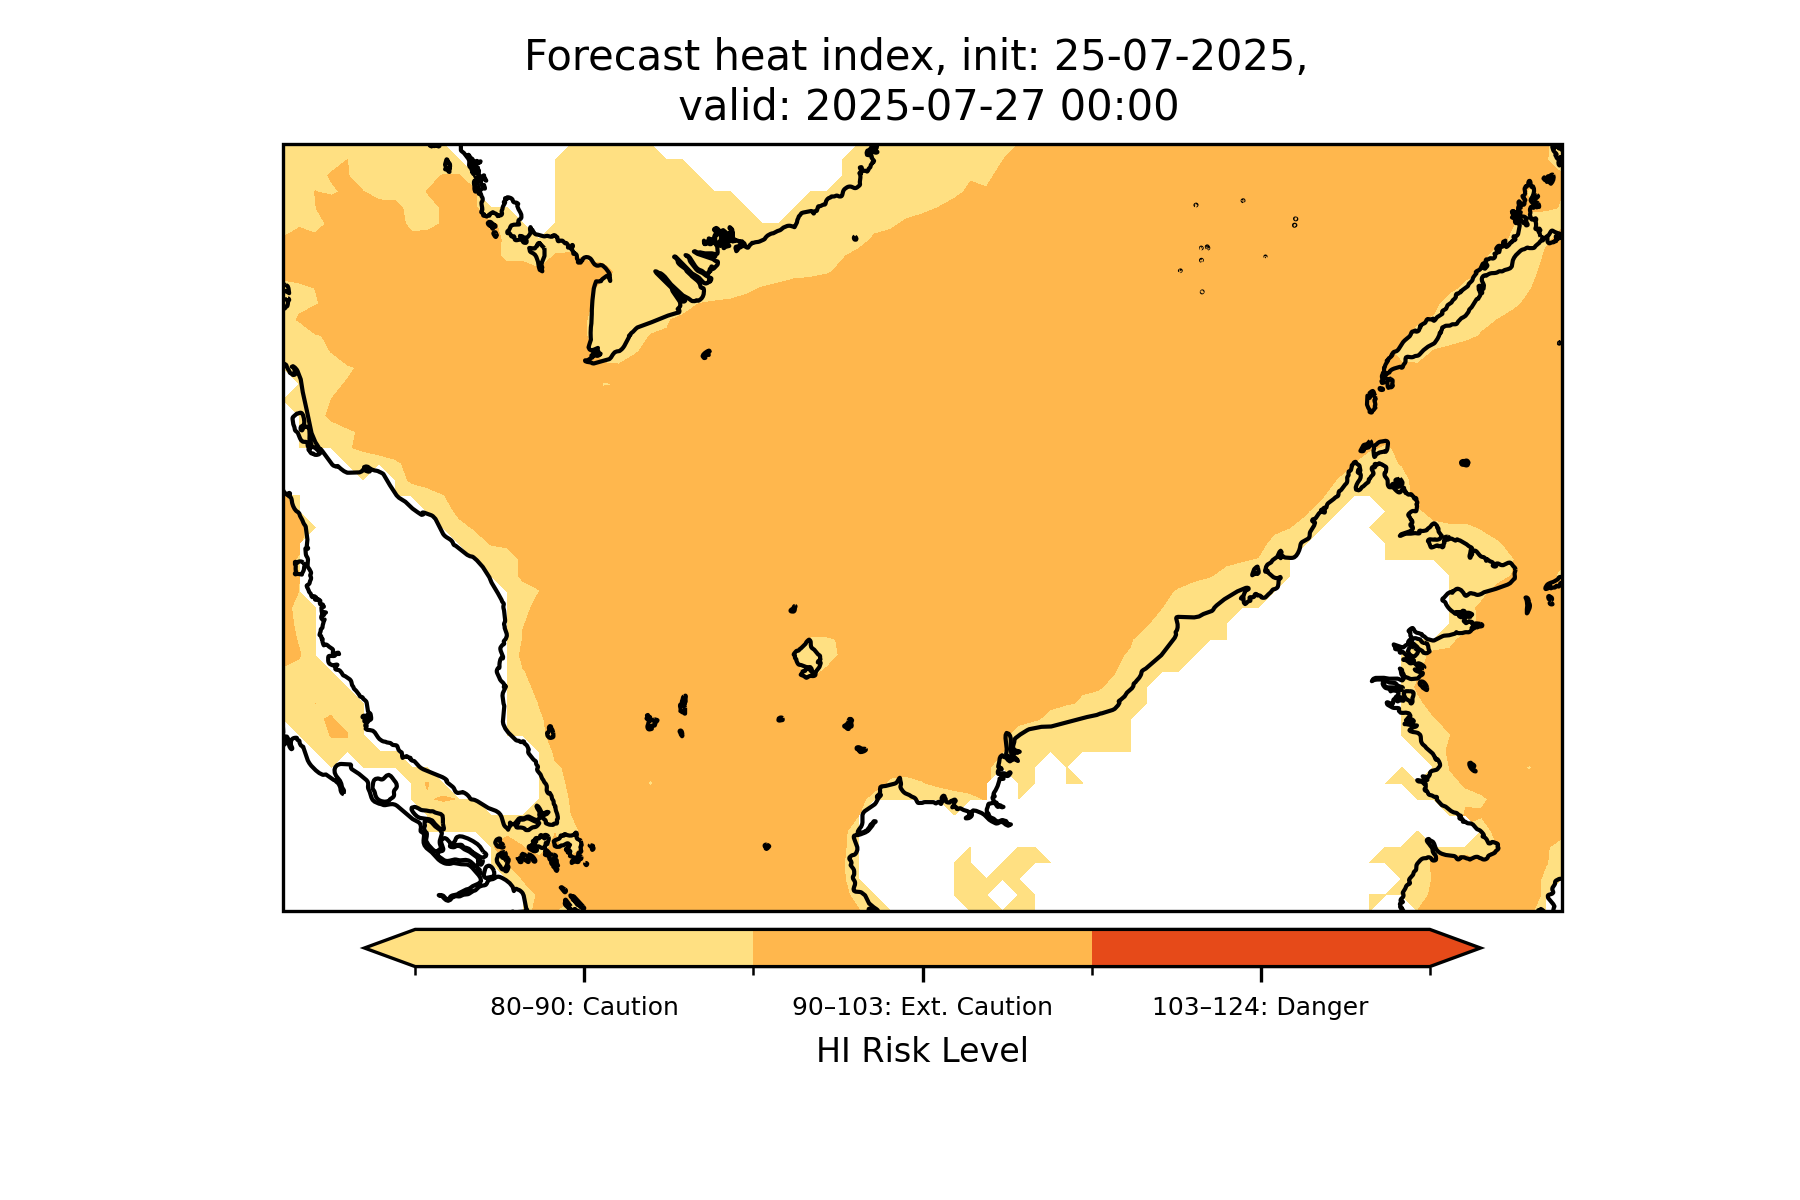 Forecast heat index, init: 25-07-2025,
valid: 2025-07-27 00:00
80–90: Caution
90–103: Ext. Caution
103–124: Danger
HI Risk Level